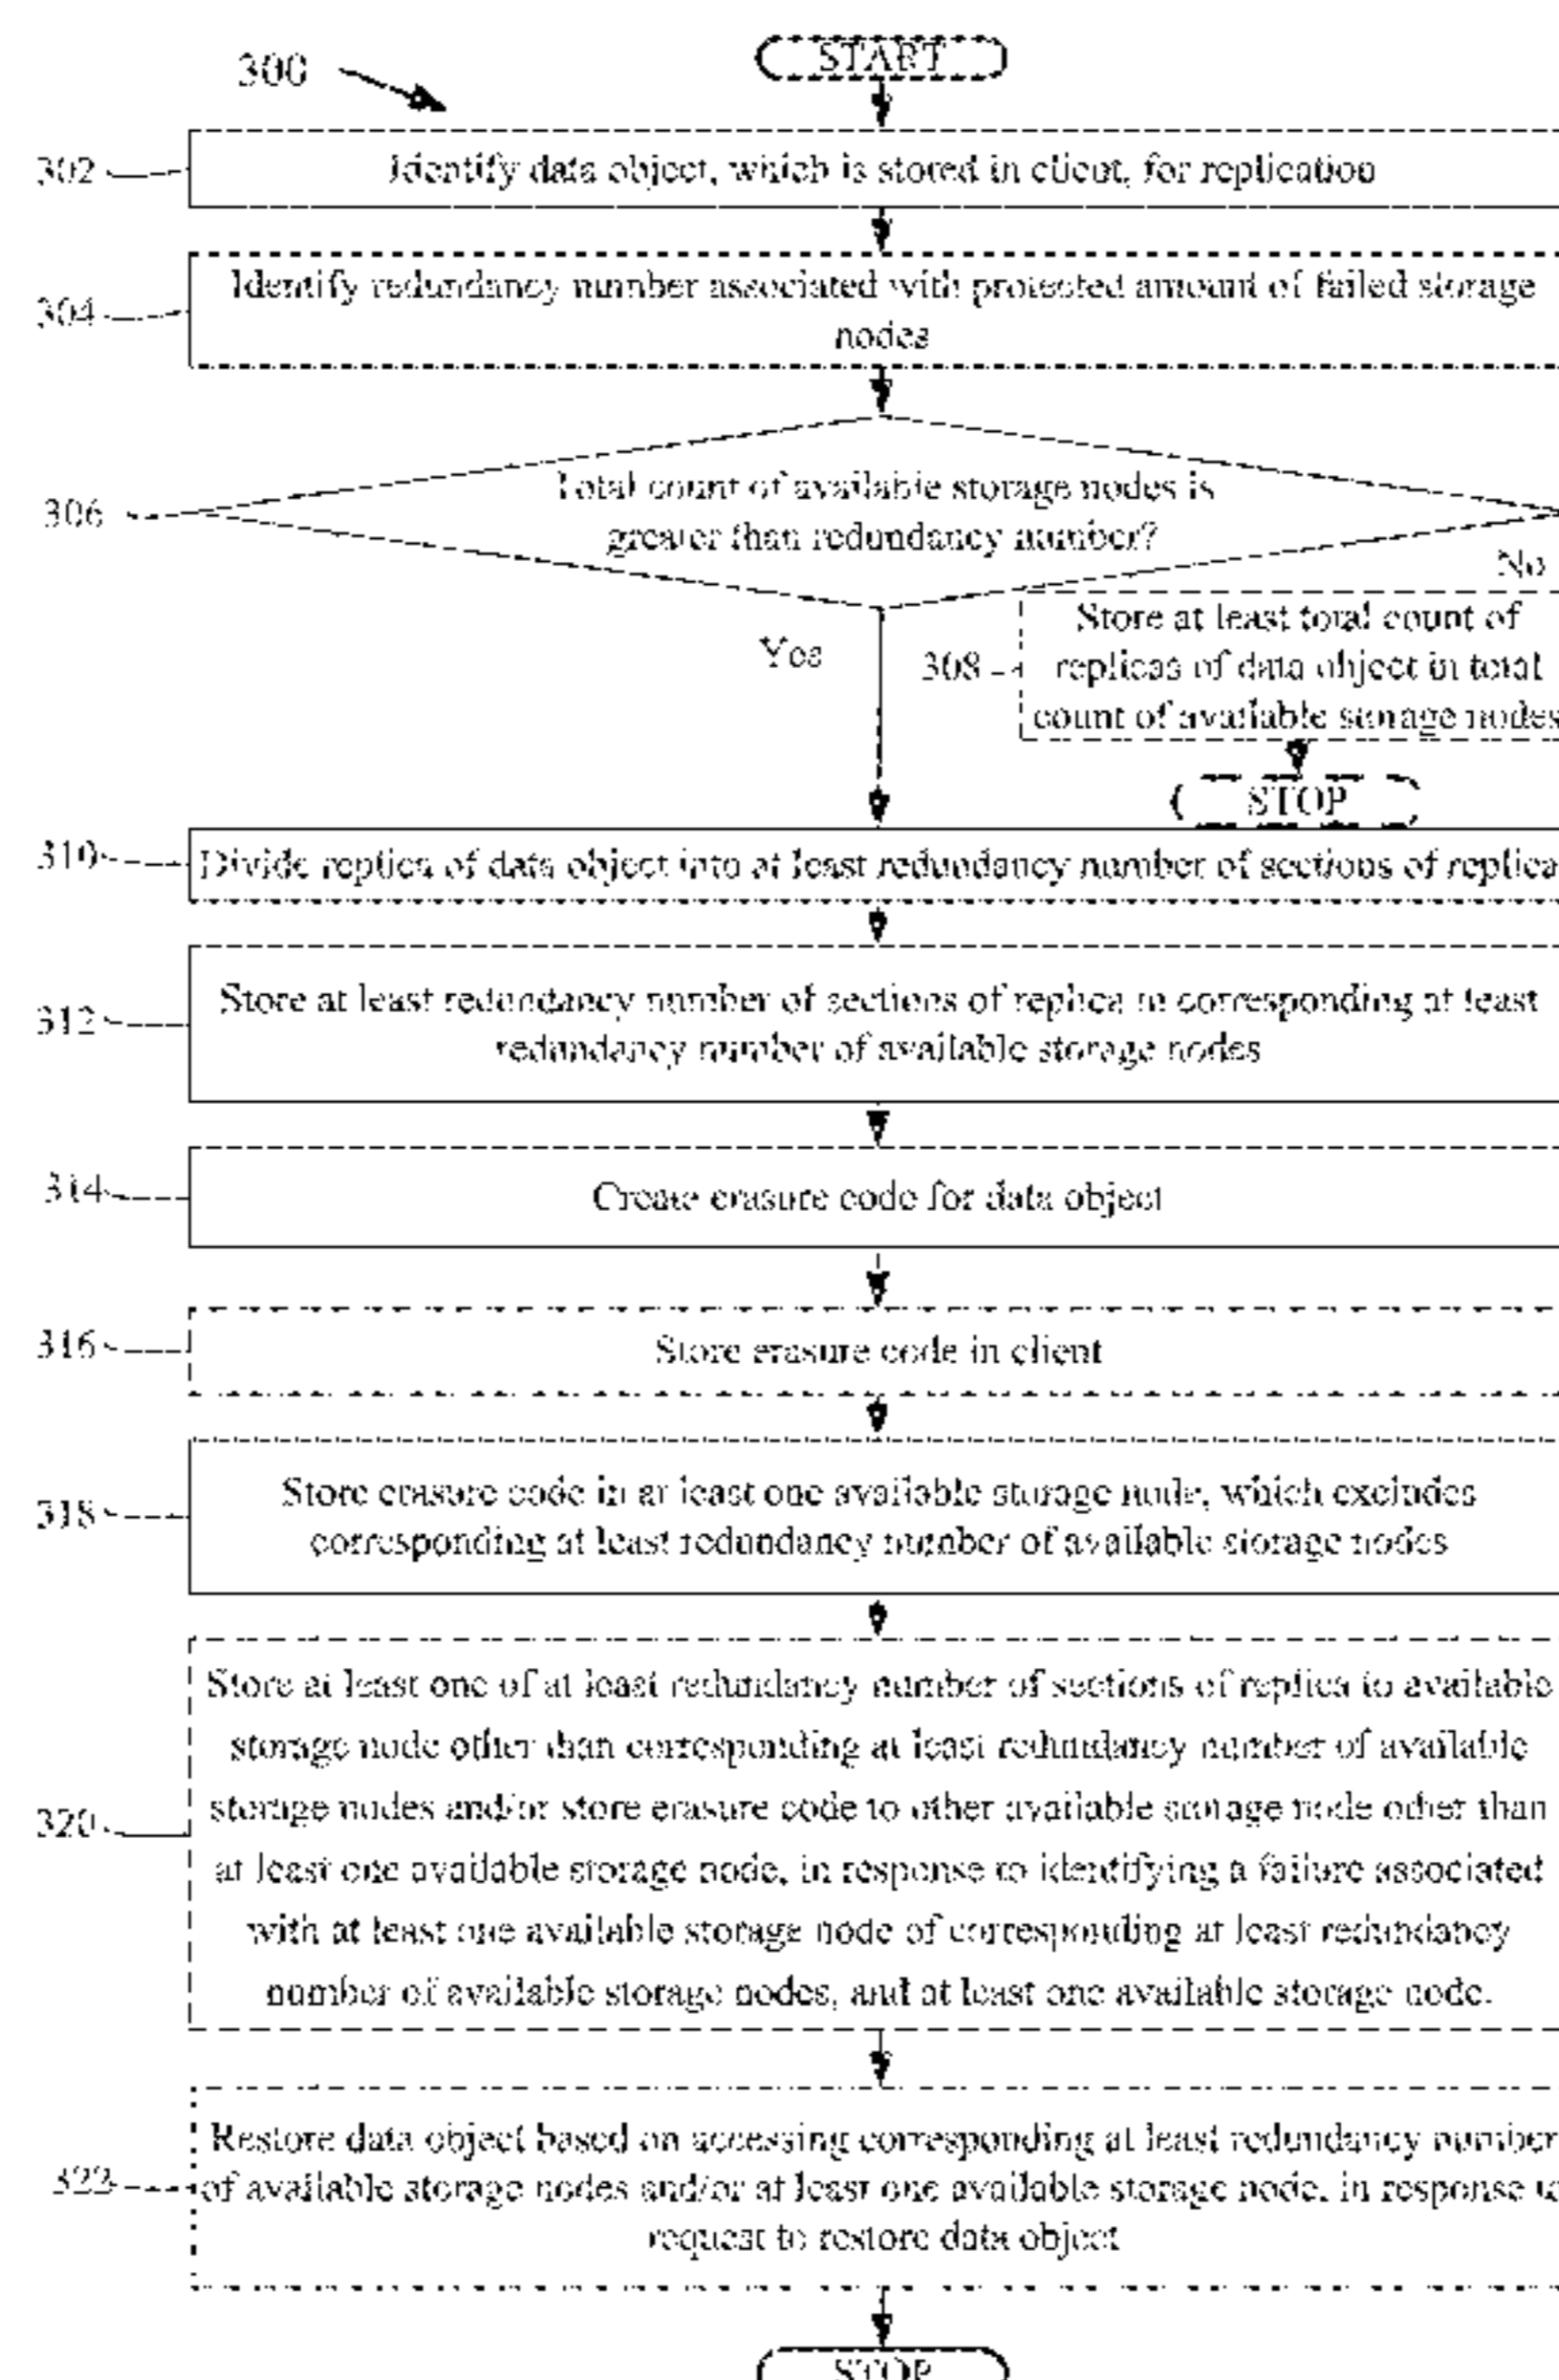 START
300
302
Identify data object, which is stored in client, for replication
304
Identify redundancy number associated with protected amount of failed storage
nodes
306
Total count of available storage nodes is
greater than redundancy number?
No
Yes
308
Store at least total count of
replicas of data object in total
count of available storage nodes
STOP
310
Divide replica of data object into at least redundancy number of sections of replica
312
Store at least redundancy number of sections of replica in corresponding at least
redundancy number of available storage nodes
314
Create erasure code for data object
316
Store erasure code in client
318
Store erasure code in at least one available storage node, which excludes
corresponding at least redundancy number of available storage nodes
320
Store at least one of at least redundancy number of sections of replica to available
storage node other than corresponding at least redundancy number of available
storage nodes and/or store erasure code to other available storage node other than
at least one available storage node, in response to identifying a failure associated
with at least one available storage node of corresponding at least redundancy
number of available storage nodes, and at least one available storage node.
322
Restore data object based on accessing corresponding at least redundancy number
of available storage nodes and/or at least one available storage node, in response to
request to restore data object
STOP